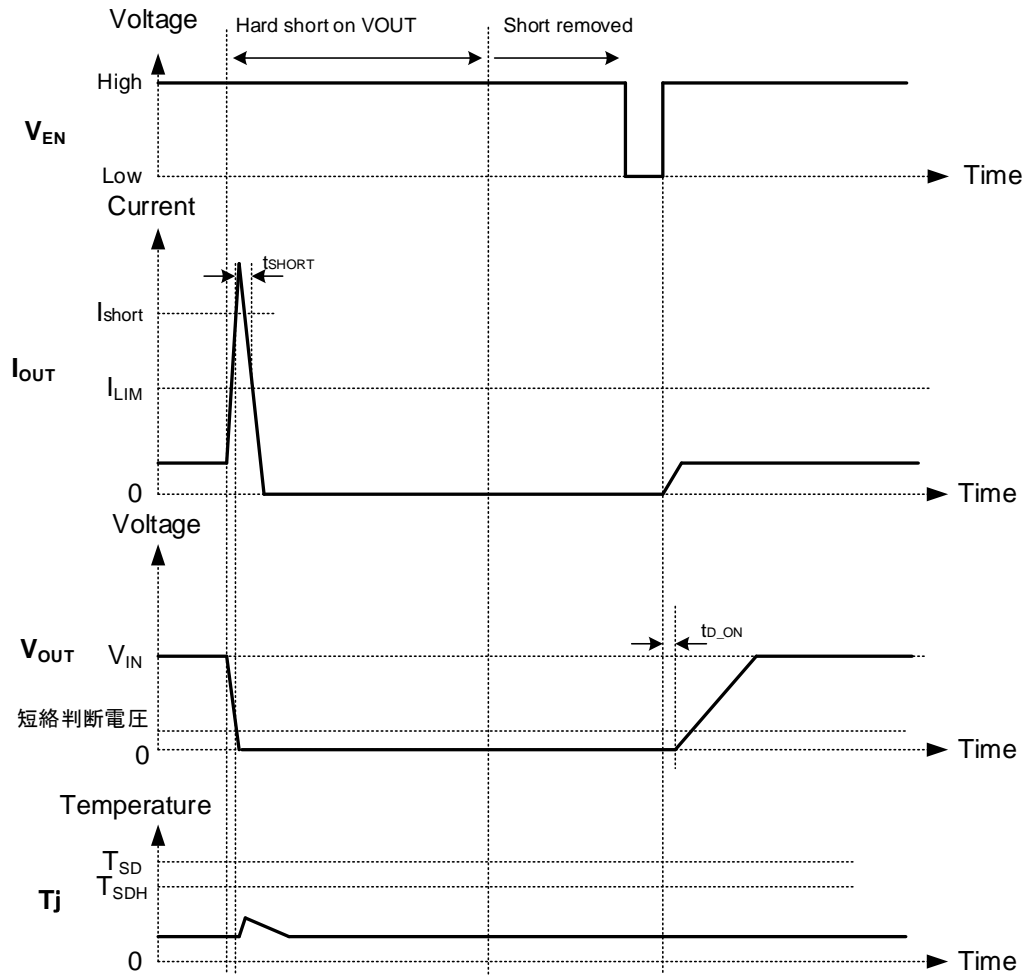 Voltage
Hard short on VOUT
Short removed
High
VEN
Low
Time
Current
tSHORT
Ishort
IOUT
ILIM
0
Time
Voltage
tD_ON
VOUT
VIN
短絡判断電圧
0
Time
Temperature
TSD
TSDH
Tj
0
Time